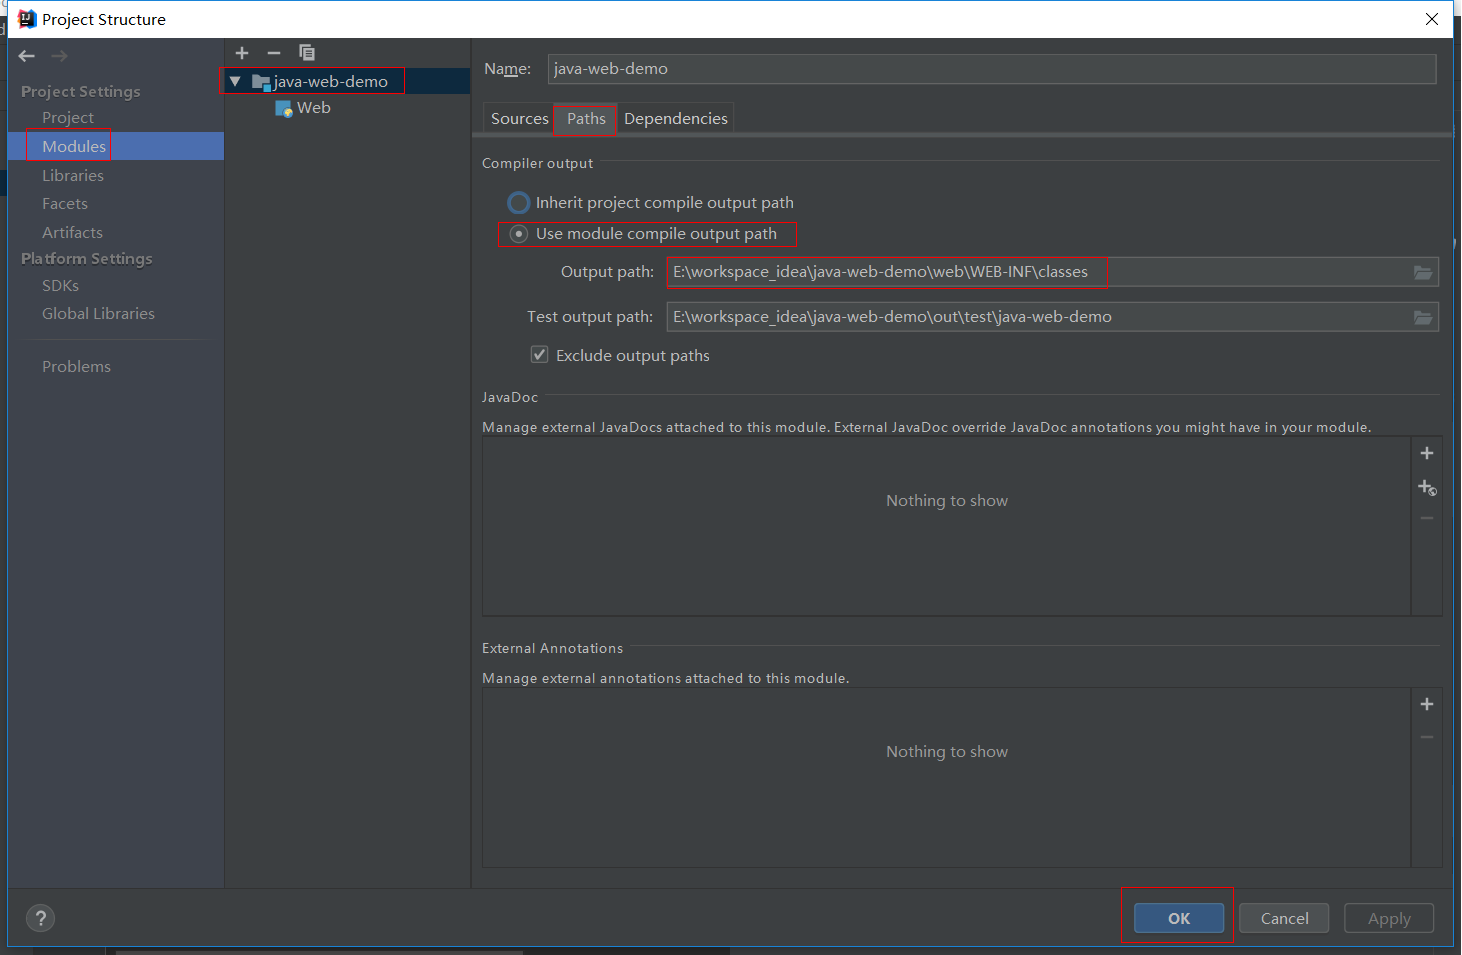 Project Structure
Project Settings
Project
Modules
Libraries
Facets
Artifacts
Platform Settings
SDKs
Global Libraries
Problems
java-web-demo
Web
Name: java-web-demo
Sources Paths Dependencies
Compiler output
Inherit project compile output path
Use module compile output path
Output path: E:\workspace_idea\java-web-demo\web\WEB-INF\classes
Test output path: E:\workspace_idea\java-web-demo\out\test\java-web-demo
Exclude output paths
JavaDoc
Manage external JavaDocs attached to this module. External JavaDoc override JavaDoc annotations you might have in your module.
Nothing to show
External Annotations
Manage external annotations attached to this module.
Nothing to show
? OK Cancel Apply